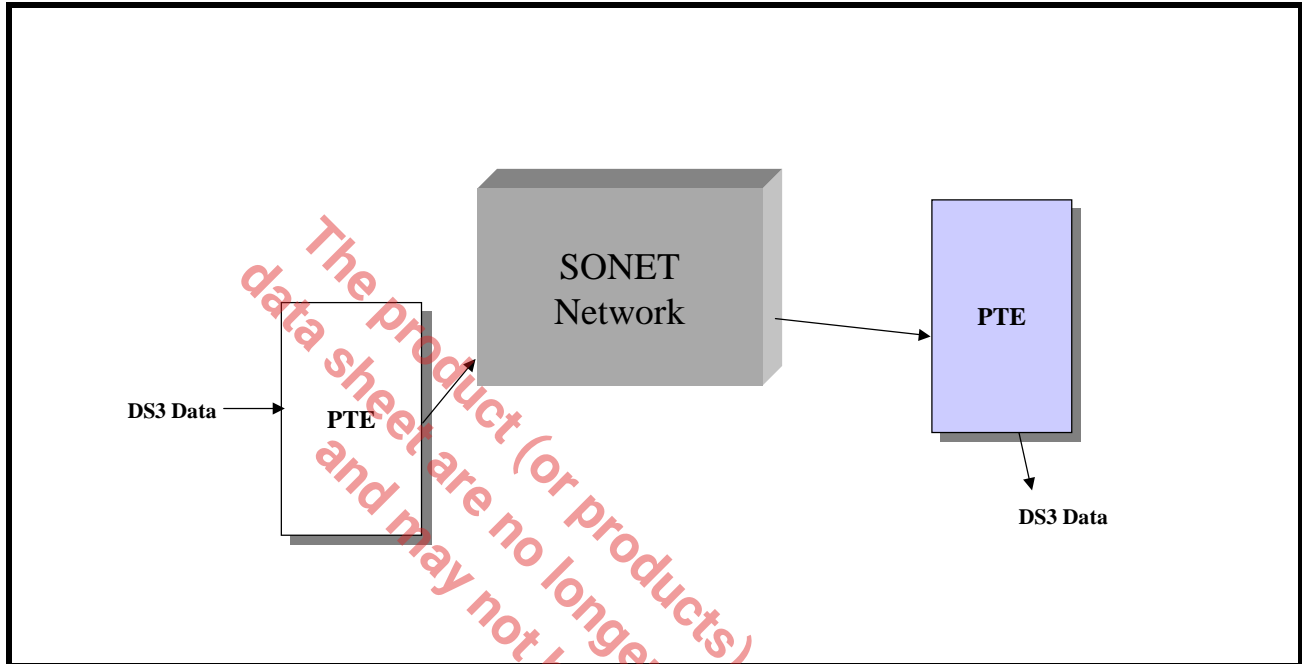 SONET
Network
PTE
DS3 Data
PTE
DS3 Data
The product (or products)
data sheet are no longer
and may not